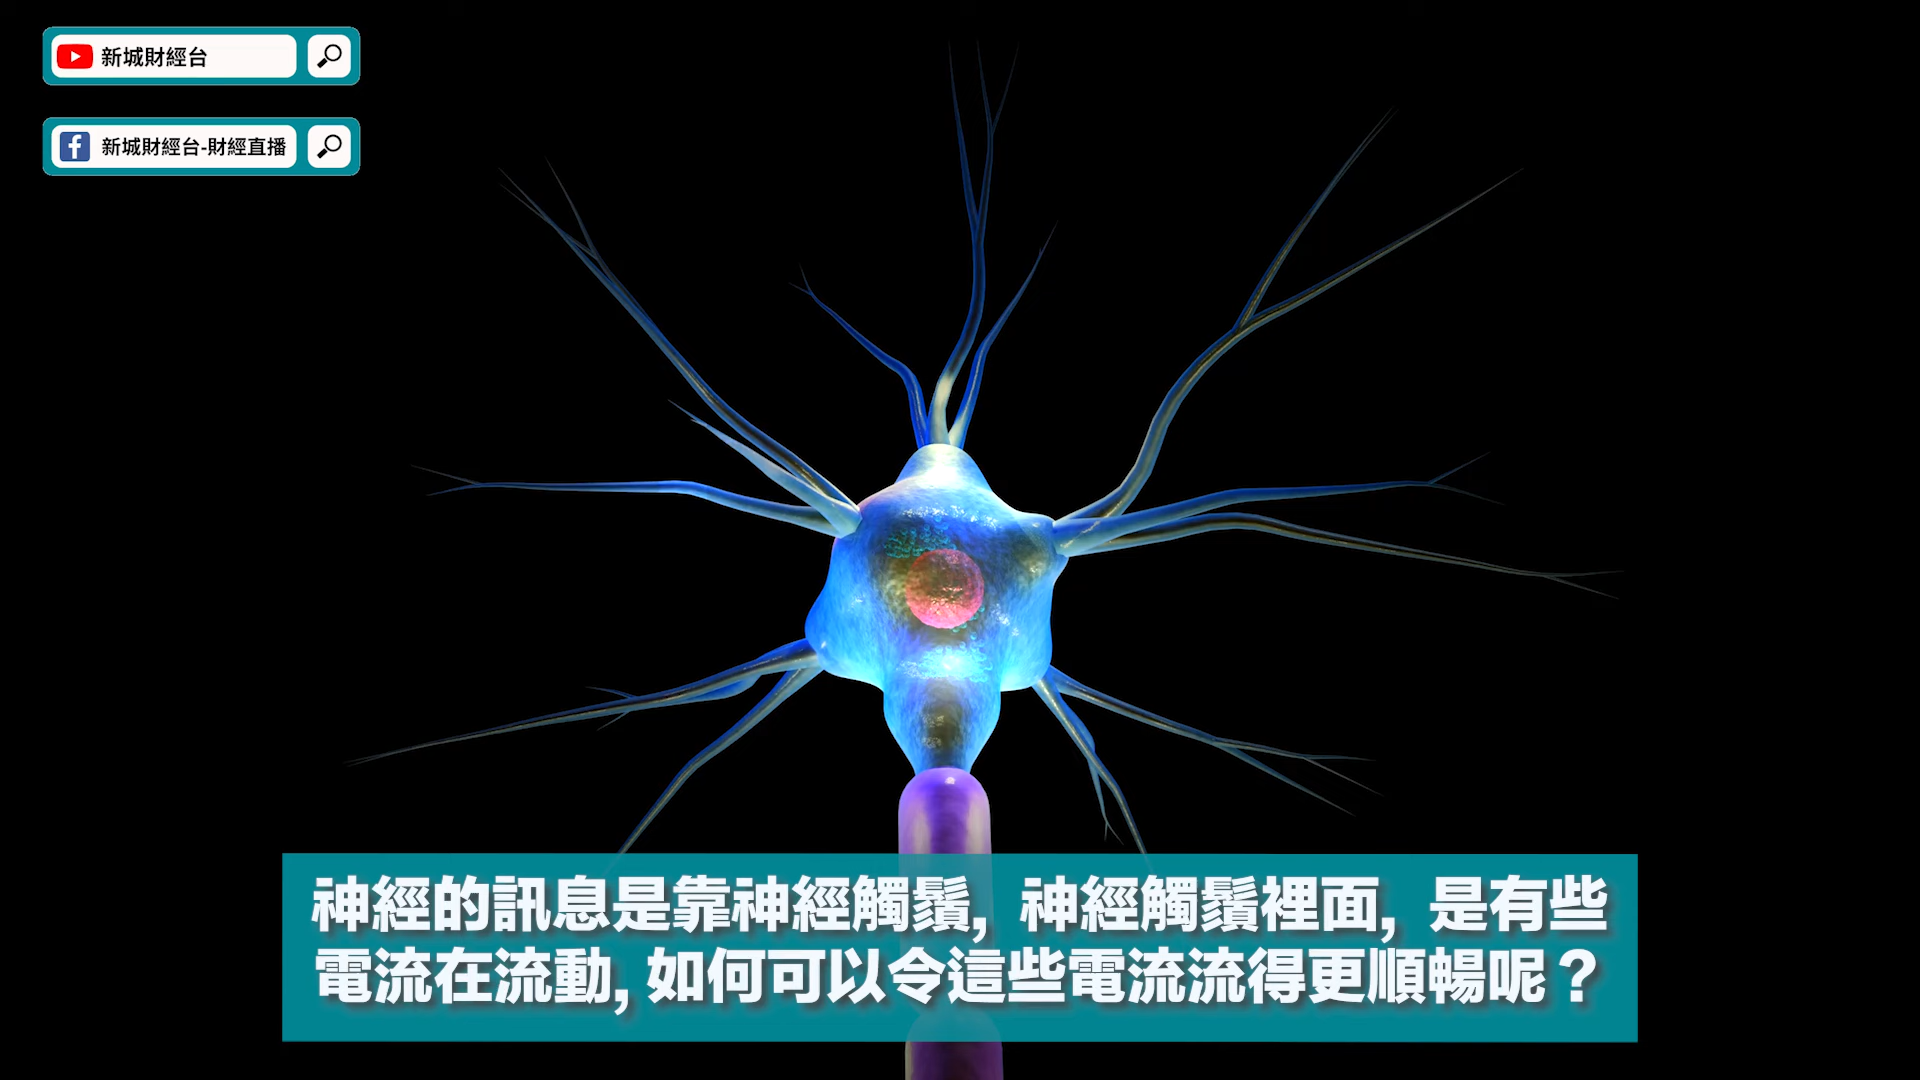 新城財經台
新城財經台-財經直播
神經的訊息是靠神經觸鬚, 神經觸鬚裡面, 是有些
電流在流動, 如何可以令這些電流流得更順暢呢？